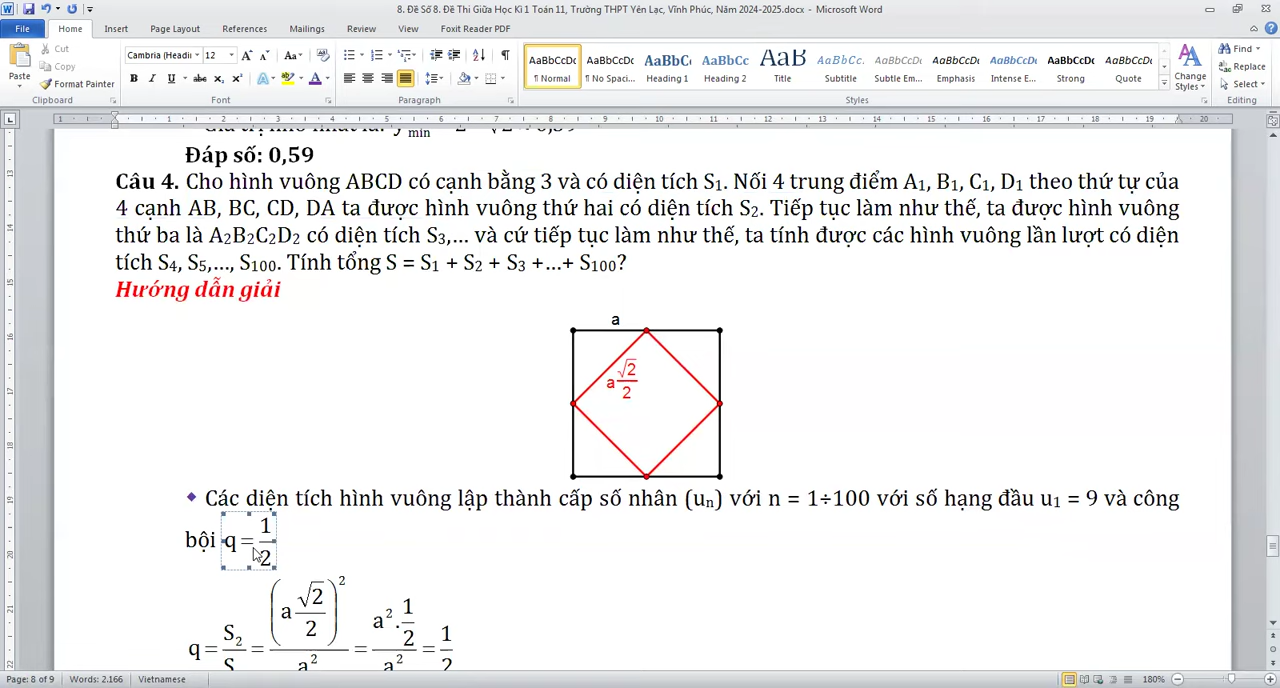 8. Đề Số 8. Đề Thi Giữa Học Kì 1 Toán 11, Trường THPT Yên Lạc, Vĩnh Phúc, Năm 2024-2025.docx - Microsoft Word
File Home Insert Page Layout References Mailings Review View Foxit Reader PDF
Paste Cut Copy Format Painter Clipboard
Cambria (Headi 12 Font
Paragraph
AaBbCcDc AaBbCcDc AaBbC( AaBbCc AaB AaBbCc. AaBbCcDc AaBbCcDc AaBbCcDc AaBbCcDc AaBbCcDc
¶ Normal ¶ No Spaci... Heading 1 Heading 2 Title Subtitle Subtle Em... Emphasis Intense E... Strong Quote
Styles
Change Styles
Find Replace Select Editing
Đáp số: 0,59
Câu 4. Cho hình vuông ABCD có cạnh bằng 3 và có diện tích S₁. Nối 4 trung điểm A₁, B₁, C₁, D₁ theo thứ tự của
4 cạnh AB, BC, CD, DA ta được hình vuông thứ hai có diện tích S₂. Tiếp tục làm như thế, ta được hình vuông
thứ ba là A₂B₂C₂D₂ có diện tích S₃,... và cứ tiếp tục làm như thế, ta tính được các hình vuông lần lượt có diện
tích S₄, S₅,..., S₁₀₀. Tính tổng S = S₁ + S₂ + S₃ +...+ S₁₀₀?
Hướng dẫn giải
a
a √2/2
◆ Các diện tích hình vuông lập thành cấp số nhân (uₙ) với n = 1÷100 với số hạng đầu u₁ = 9 và công
bội q = 1/2
q = S₂/S = (a √2/2)²/a² = a².1/2/a² = 1/2
Page: 8 of 9 Words: 2.166 Vietnamese 180%